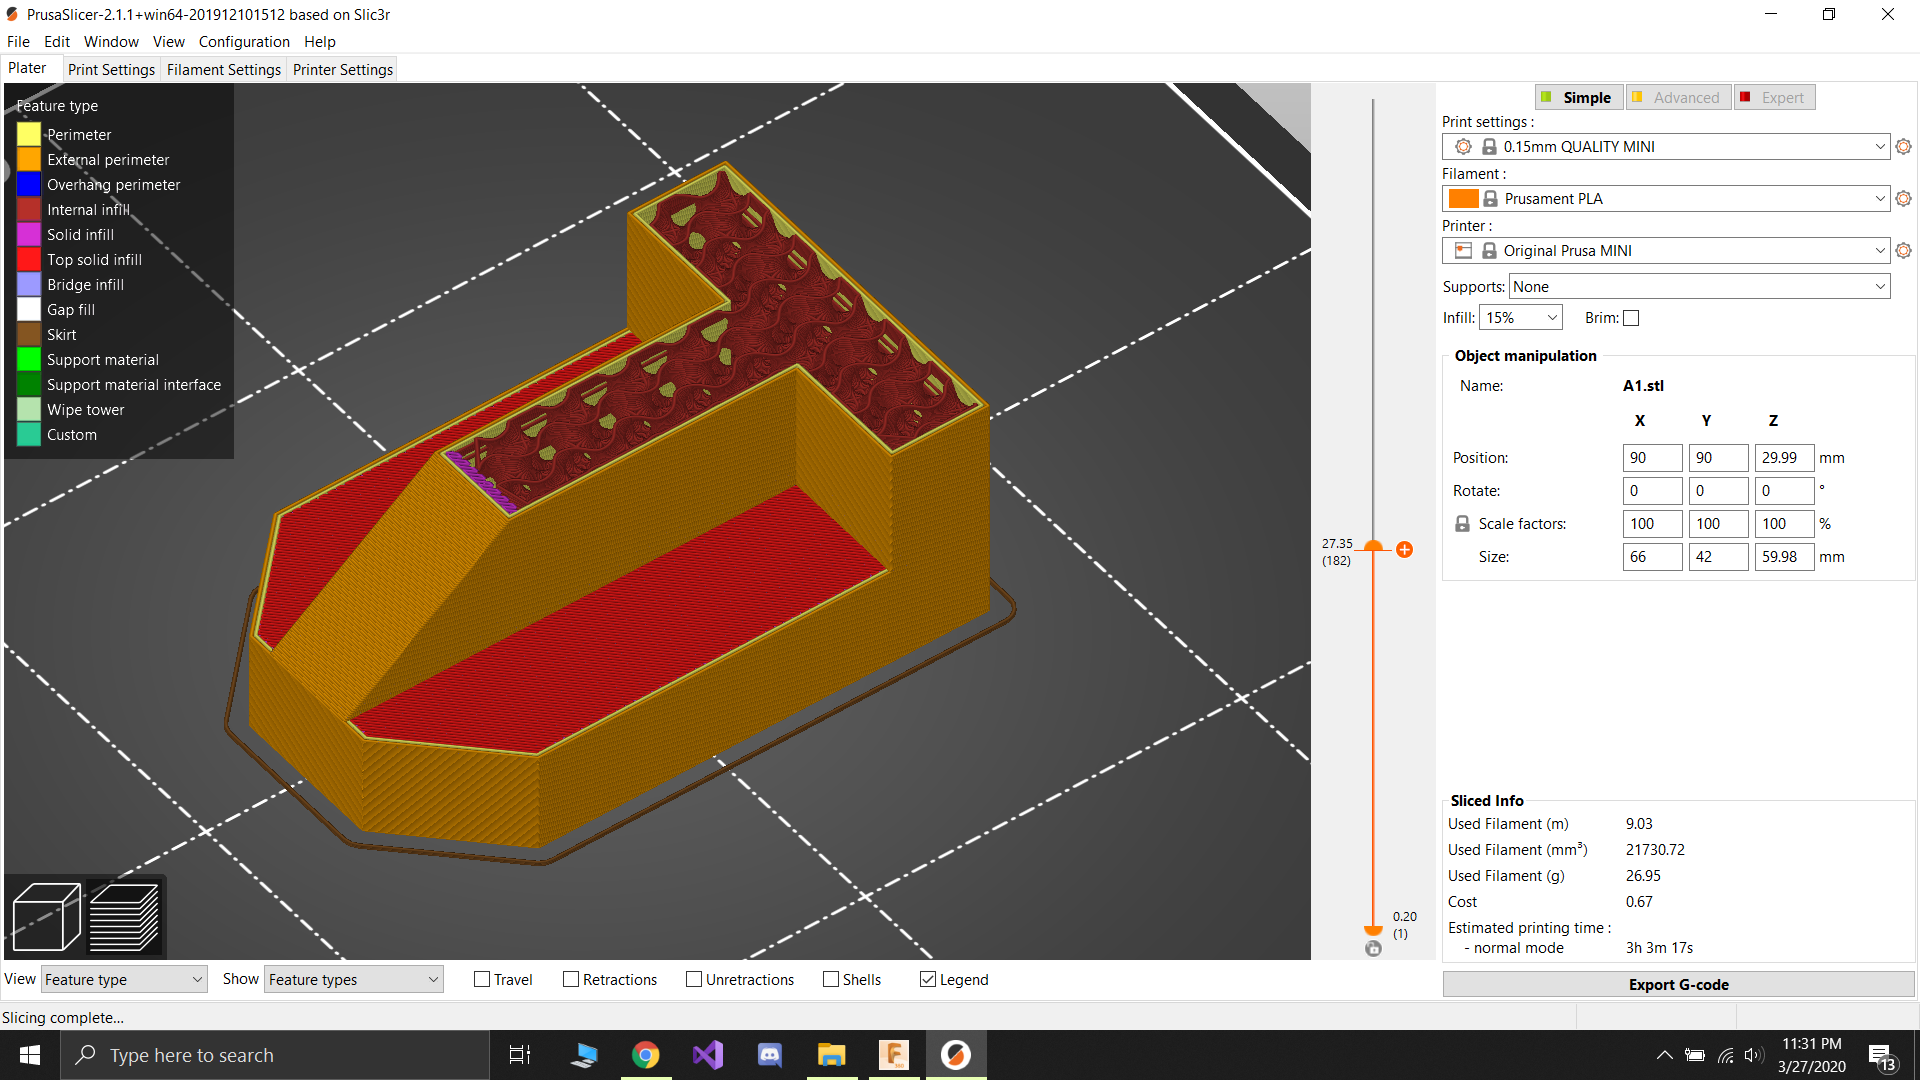 PrusaSlicer-2.1.1+win64-201912101512 based on Slic3r
File Edit Window View Configuration Help
Plater Print Settings Filament Settings Printer Settings
Feature type
Perimeter
External perimeter
Overhang perimeter
Internal infill
Solid infill
Top solid infill
Bridge infill
Gap fill
Skirt
Support material
Support material interface
Wipe tower
Custom
27.35
(182)
0.20
(1)
Simple Advanced Expert
Print settings :
0.15mm QUALITY MINI
Filament :
Prusament PLA
Printer :
Original Prusa MINI
Supports: None
Infill: 15% Brim:
Object manipulation
Name: A1.stl
X Y Z
Position: 90 90 29.99 mm
Rotate: 0 0 0 °
Scale factors: 100 100 100 %
Size: 66 42 59.98 mm
Sliced Info
Used Filament (m) 9.03
Used Filament (mm³) 21730.72
Used Filament (g) 26.95
Cost 0.67
Estimated printing time :
- normal mode 3h 3m 17s
Export G-code
View Feature type Show Feature types Travel Retractions Unretractions Shells Legend
Slicing complete...
Type here to search
11:31 PM
3/27/2020
13